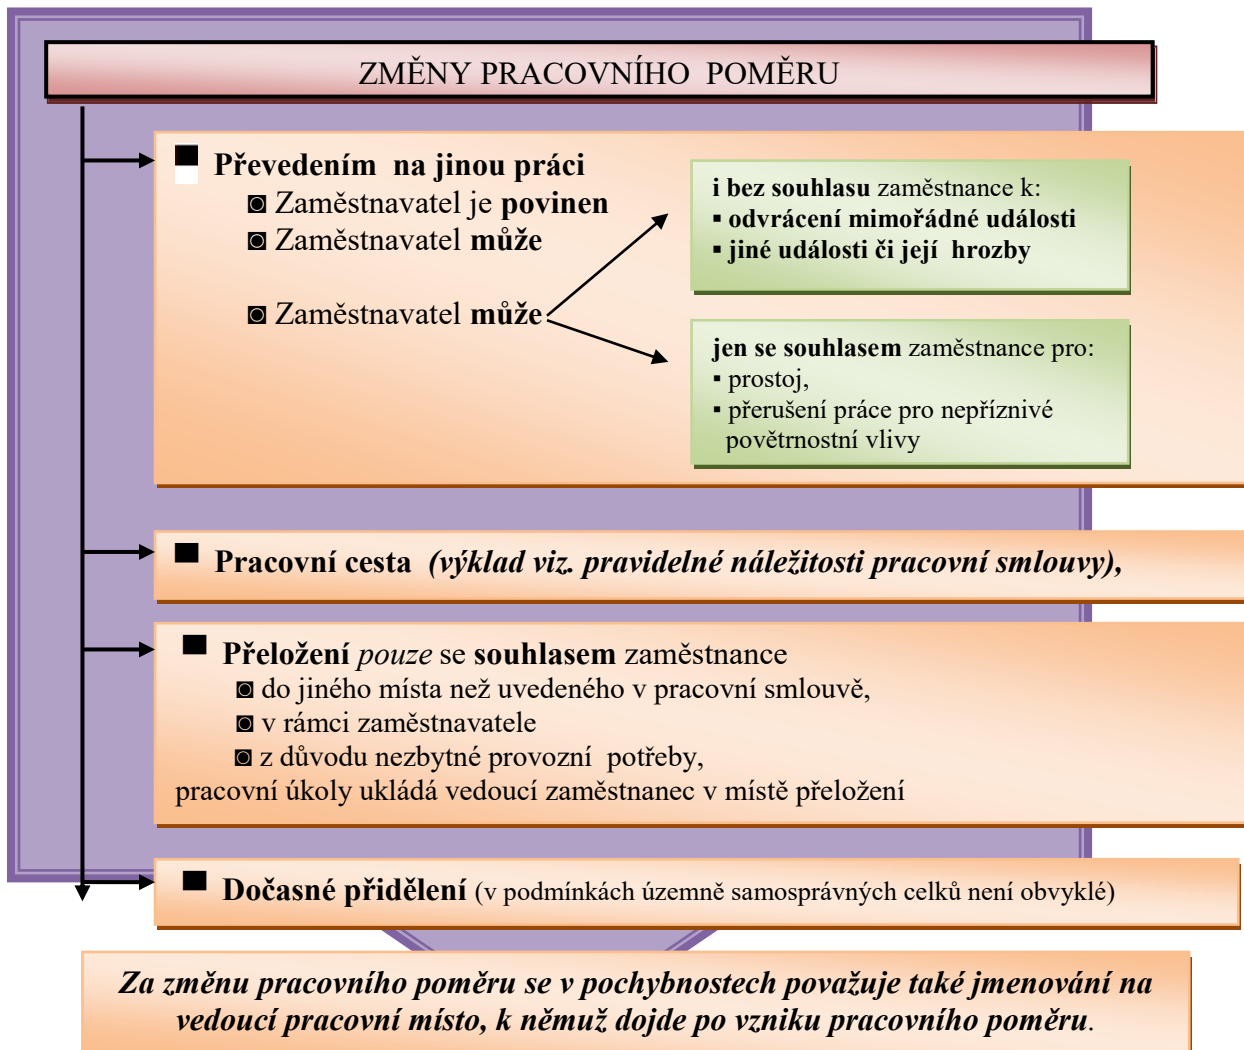 ZMĚNY PRACOVNÍHO POMĚRU
Převedením na jinou práci
◙ Zaměstnavatel je povinen
◙ Zaměstnavatel může
◙ Zaměstnavatel může
i bez souhlasu zaměstnance k:
▪ odvrácení mimořádné události
▪ jiné události či její hrozby
jen se souhlasem zaměstnance pro:
▪ prostoj,
▪ přerušení práce pro nepříznivé
povětrnostní vlivy
Pracovní cesta (výklad viz. pravidelné náležitosti pracovní smlouvy),
Přeložení pouze se souhlasem zaměstnance
◙ do jiného místa než uvedeného v pracovní smlouvě,
◙ v rámci zaměstnavatele
◙ z důvodu nezbytné provozní potřeby,
pracovní úkoly ukládá vedoucí zaměstnanec v místě přeložení
Dočasné přidělení (v podmínkách územně samosprávných celků není obvyklé)
Za změnu pracovního poměru se v pochybnostech považuje také jmenování na
vedoucí pracovní místo, k němuž dojde po vzniku pracovního poměru.